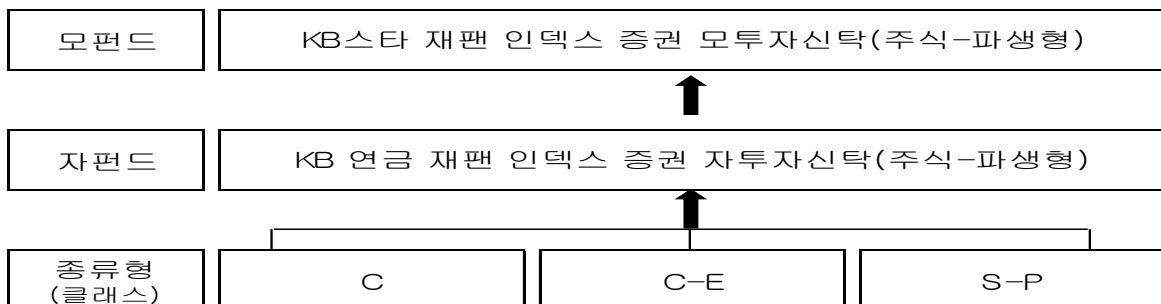 모펀드
KB스타 재팬 인덱스 증권 모투자신탁(주식-파생형)
자펀드
KB 연금 재팬 인덱스 증권 자투자신탁(주식-파생형)
종류형
(클래스)
C
C-E
S-P